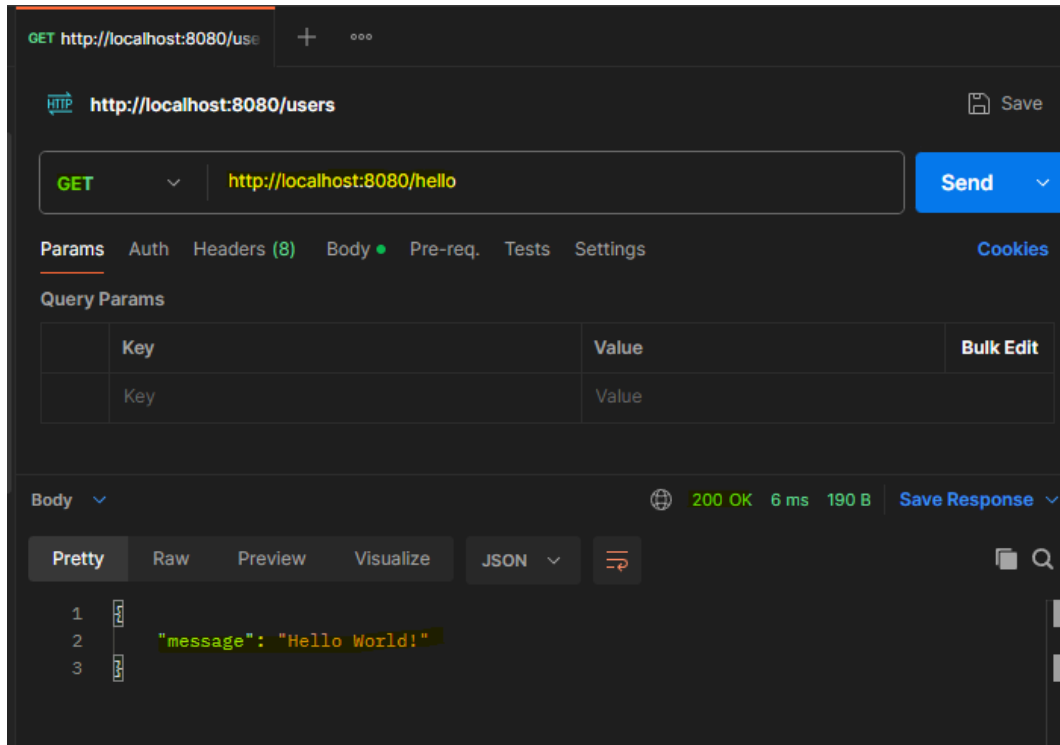 GET http://localhost:8080/use
HTTP http://localhost:8080/users Save
GET http://localhost:8080/hello Send
Params Auth Headers (8) Body Pre-req. Tests Settings Cookies
Query Params
Key Value Bulk Edit
Key Value
Body 200 OK 6 ms 190 B Save Response
Pretty Raw Preview Visualize JSON
1 {
2 "message": "Hello World!"
3 }